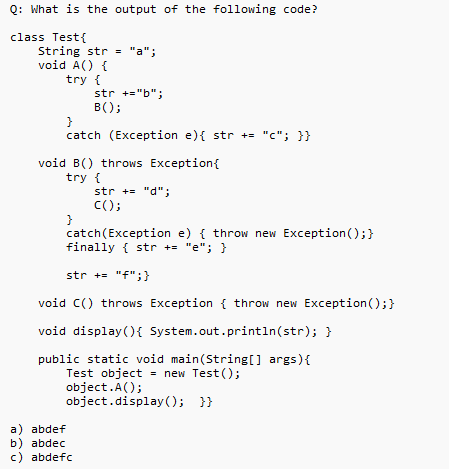 Q: What is the output of the following code?
class Test{
String str = "a";
void A() {
try {
str +="b";
B();
}
catch (Exception e){ str += "c"; }}
void B() throws Exception{
try {
str += "d";
C();
}
catch(Exception e) { throw new Exception();}
finally { str += "e"; }
str += "f";}
void C() throws Exception { throw new Exception();}
void display(){ System.out.println(str); }
public static void main(String[] args){
Test object = new Test();
object.A();
object.display(); }}
a) abdef
b) abdec
c) abdefc